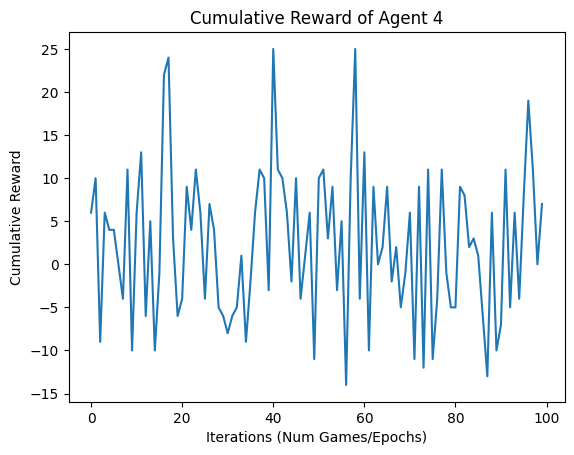 Cumulative Reward of Agent 4
25
20
15
10
5
0
−5
−10
−15
Cumulative Reward
0 20 40 60 80 100
Iterations (Num Games/Epochs)